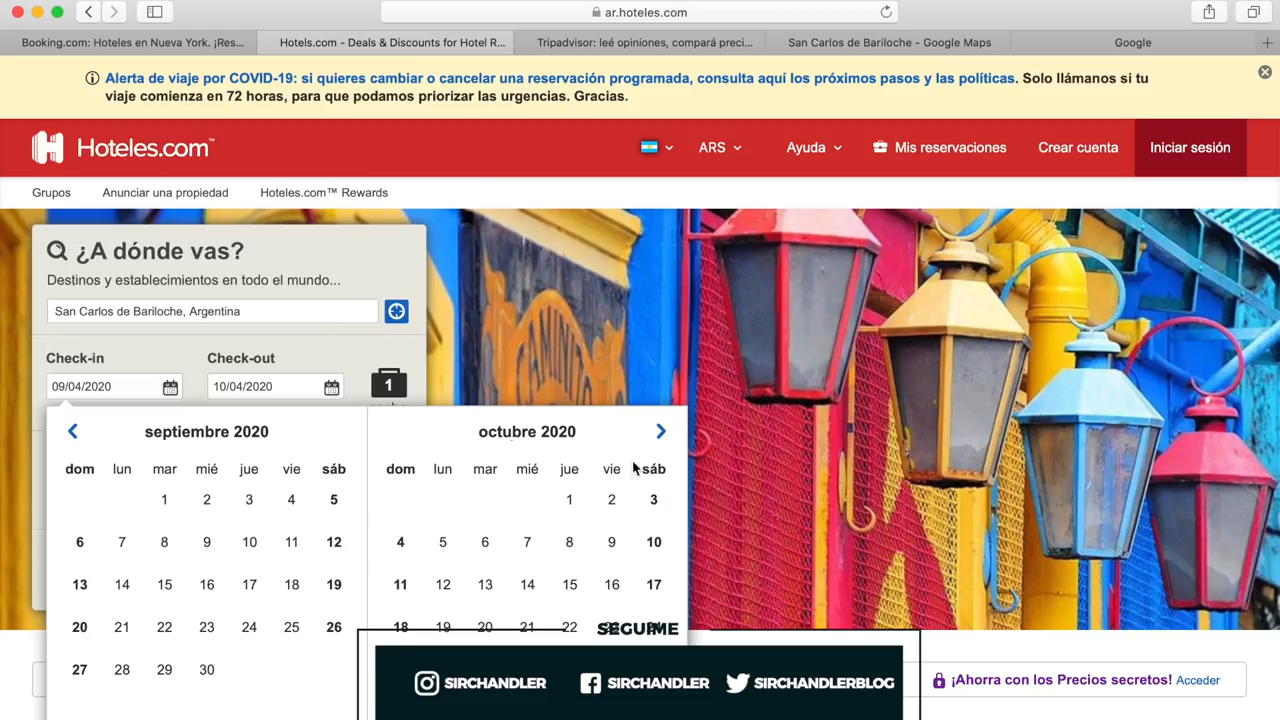 ar.hoteles.com
Booking.com: Hoteles en Nueva York. ¡Res...
Hotels.com - Deals & Discounts for Hotel R...
Tripadvisor: leé opiniones, compará preci...
San Carlos de Bariloche - Google Maps
Google
Alerta de viaje por COVID-19: si quieres cambiar o cancelar una reservación programada, consulta aquí los próximos pasos y las políticas. Solo llámanos si tu
viaje comienza en 72 horas, para que podamos priorizar las urgencias. Gracias.
Hoteles.com™
ARS
Ayuda
Mis reservaciones
Crear cuenta
Iniciar sesión
Grupos
Anunciar una propiedad
Hoteles.com™ Rewards
¿A dónde vas?
Destinos y establecimientos en todo el mundo...
San Carlos de Bariloche, Argentina
Check-in
Check-out
09/04/2020
10/04/2020
1
CAMINITO
septiembre 2020
octubre 2020
dom lun mar mié jue vie sáb
dom lun mar mié jue vie sáb
1 2 3 4 5
1 2 3
6 7 8 9 10 11 12
4 5 6 7 8 9 10
13 14 15 16 17 18 19
11 12 13 14 15 16 17
20 21 22 23 24 25 26
18 19 20 21 22
27 28 29 30
SEGUIME
SIRCHANDLER
SIRCHANDLER
SIRCHANDLERBLOG
¡Ahorra con los Precios secretos! Acceder